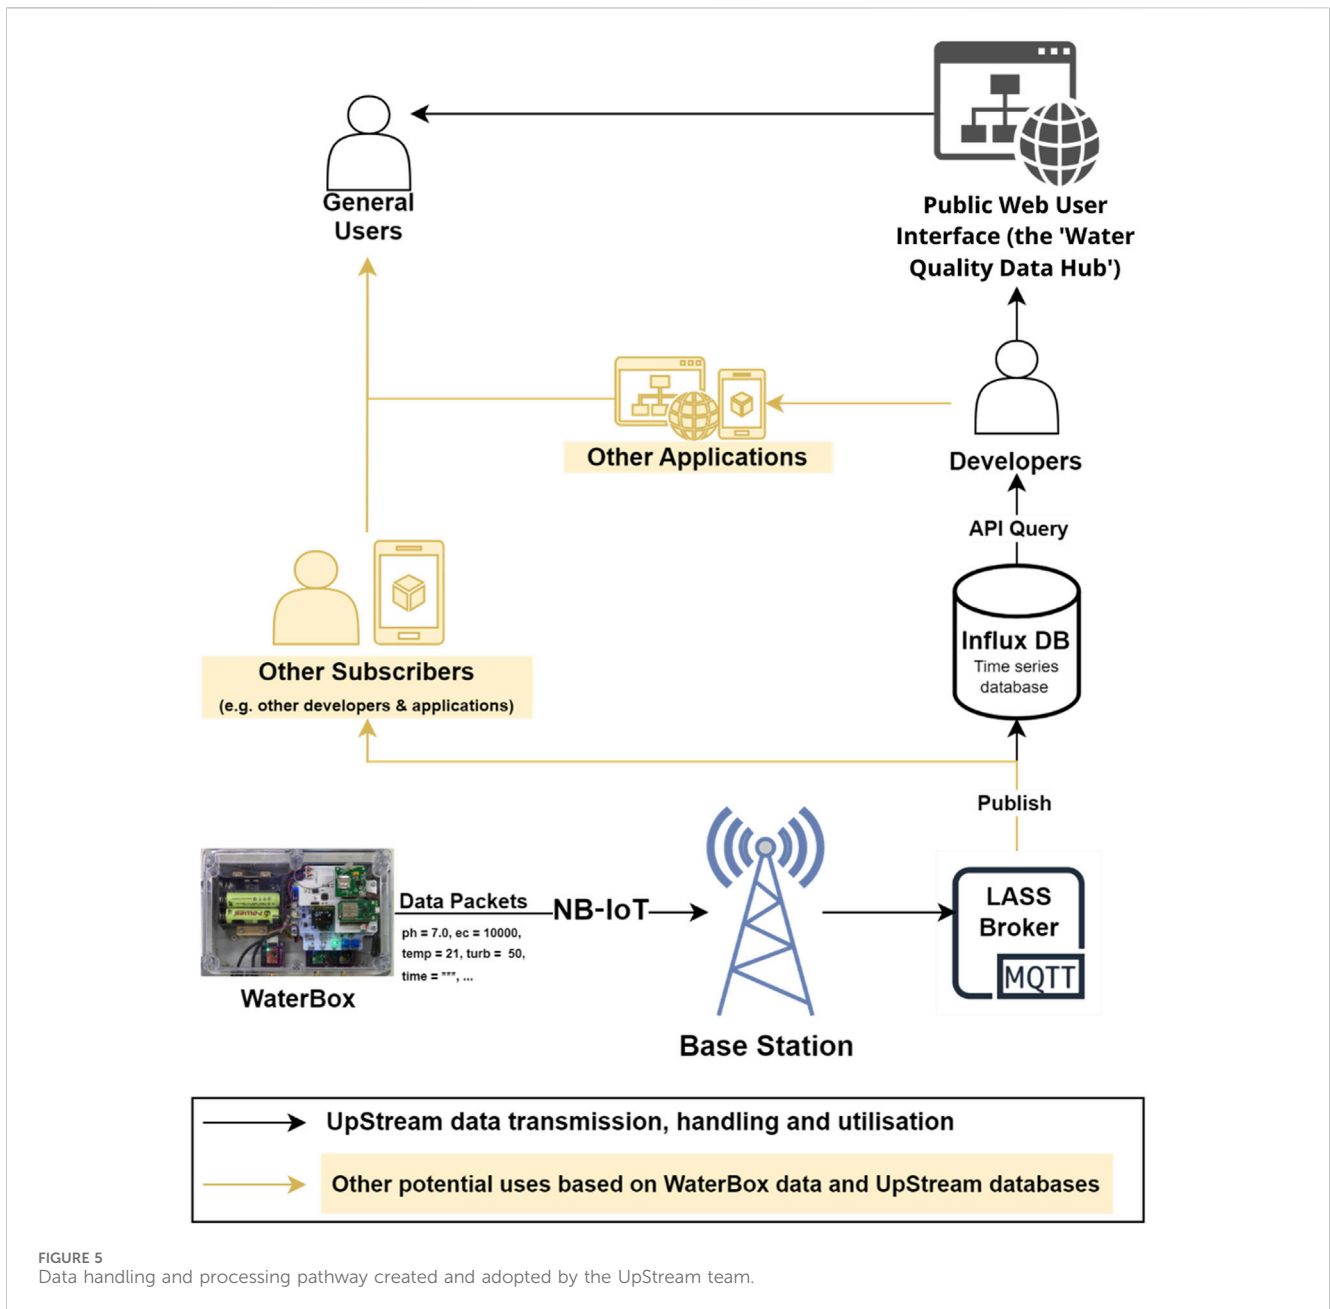 General
Users
Public Web User
Interface (the 'Water
Quality Data Hub')
Other Applications
Developers
API Query
Influx DB
Time series
database
Other Subscribers
(e.g. other developers & applications)
Publish
Data Packets
ph = 7.0, ec = 10000,
temp = 21, turb = 50,
time = ***, ...
NB-IoT
LASS
Broker
MQTT
WaterBox
Base Station
UpStream data transmission, handling and utilisation
Other potential uses based on WaterBox data and UpStream databases
FIGURE 5
Data handling and processing pathway created and adopted by the UpStream team.